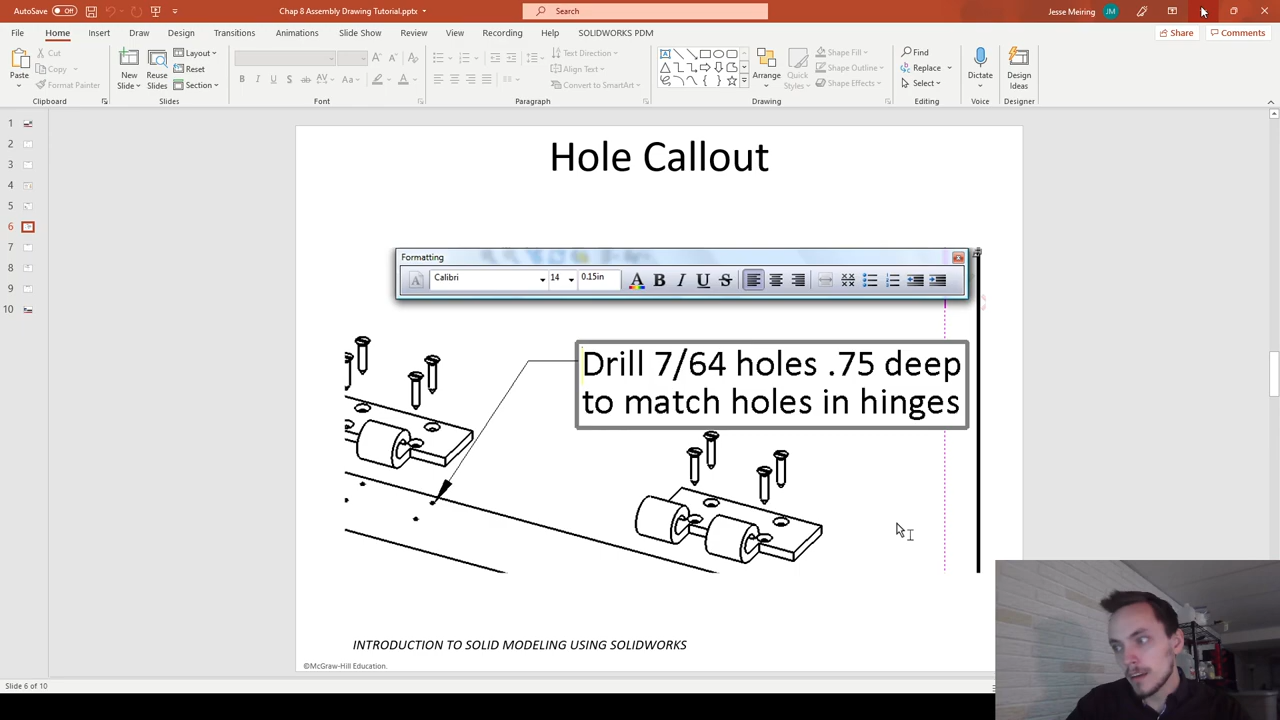 AutoSave Off
Chap 8 Assembly Drawing Tutorial.pptx
Search
Jesse Meiring JM
File Home Insert Draw Design Transitions Animations Slide Show Review View Recording Help SOLIDWORKS PDM Share Comments
Paste
Cut
Copy
Format Painter
Clipboard
New Slide
Reuse Slides
Layout
Reset
Section
Slides
B I U S ab AV Aa A
Font
Text Direction
Align Text
Convert to SmartArt
Paragraph
Arrange
Quick Styles
Shape Fill
Shape Outline
Shape Effects
Drawing
Find
Replace
Select
Editing
Dictate
Voice
Design Ideas
Designer
1
2
3
4
5
6
7
8
9
10
Hole Callout
Formatting
Calibri 14 0.15in A B I U S
Drill 7/64 holes .75 deep
to match holes in hinges
INTRODUCTION TO SOLID MODELING USING SOLIDWORKS
©McGraw-Hill Education.
Slide 6 of 10